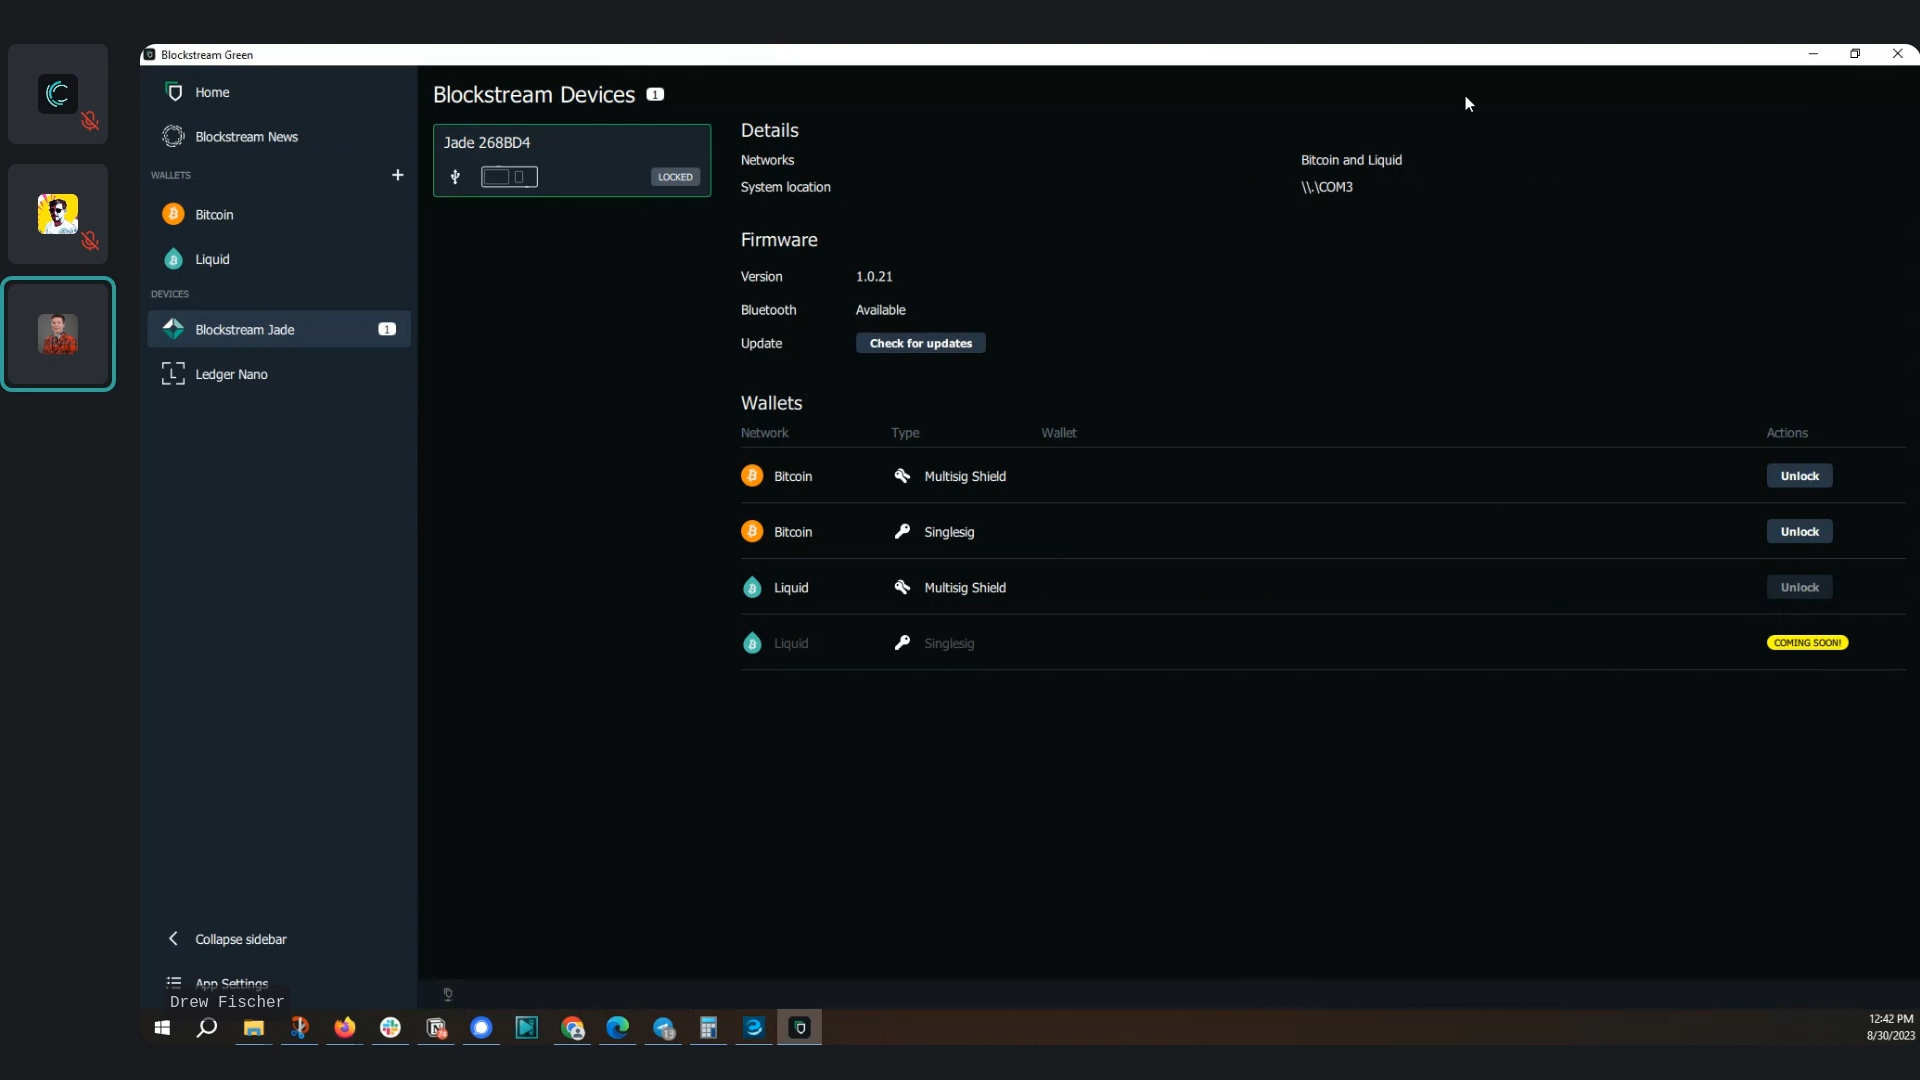 Blockstream Green
Home
Blockstream News
WALLETS
Bitcoin
Liquid
DEVICES
Blockstream Jade 1
Ledger Nano
Collapse sidebar
App Settings
Drew Fischer
Blockstream Devices 1
Jade 268BD4
LOCKED
Details
Networks Bitcoin and Liquid
System location \\.\COM3
Firmware
Version 1.0.21
Bluetooth Available
Update Check for updates
Wallets
Network Type Wallet Actions
Bitcoin Multisig Shield Unlock
Bitcoin Singlesig Unlock
Liquid Multisig Shield Unlock
Liquid Singlesig COMING SOON!
12:42 PM
8/30/2023